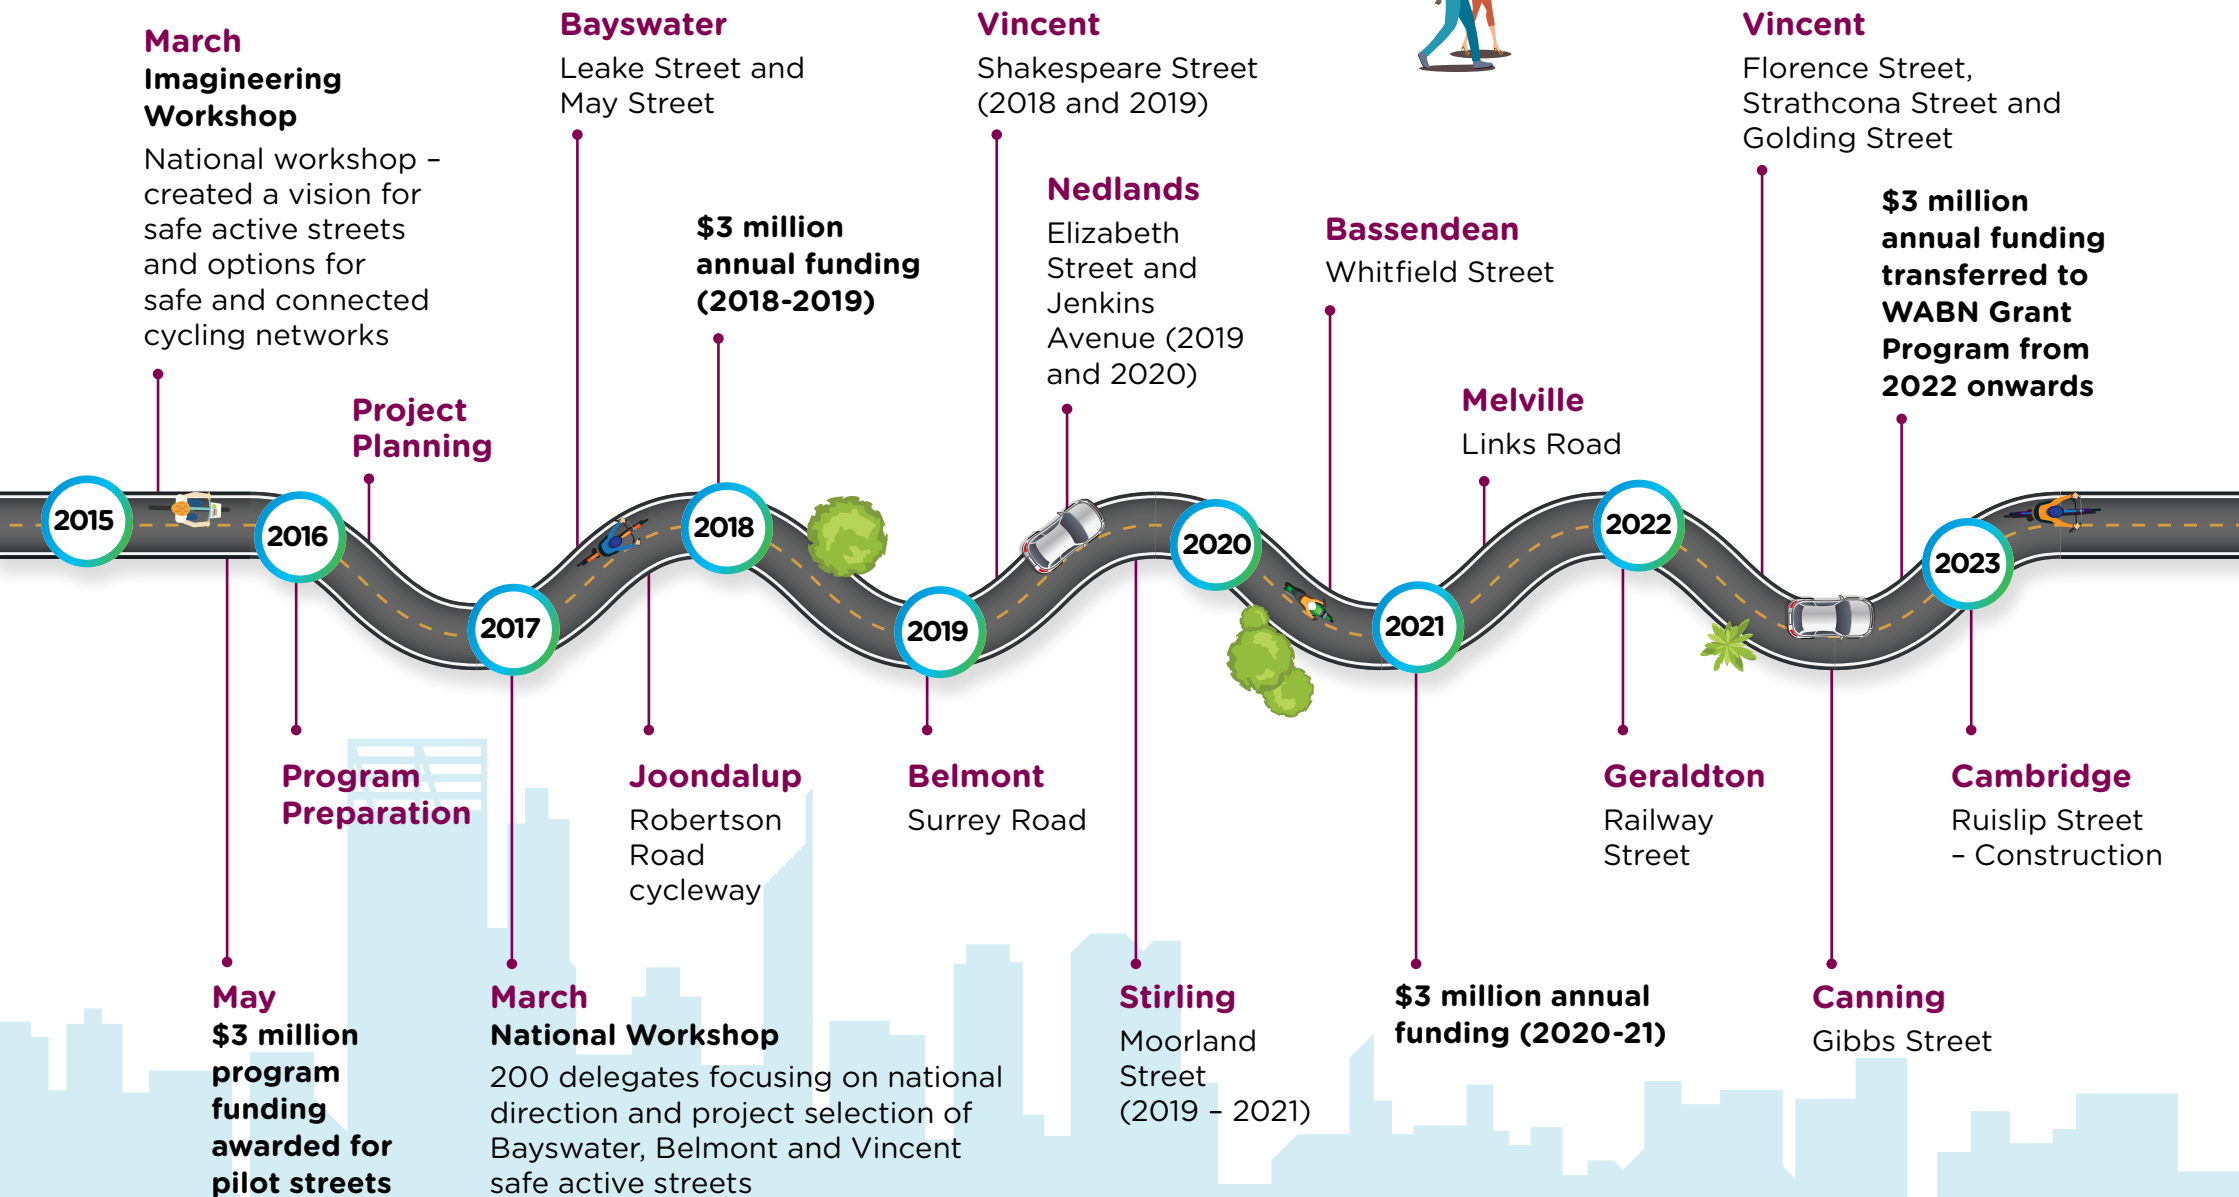 March
Imagineering
Workshop
National workshop –
created a vision for
safe active streets
and options for
safe and connected
cycling networks
Project
Planning
Bayswater
Leake Street and
May Street
$3 million
annual funding
(2018-2019)
Vincent
Shakespeare Street
(2018 and 2019)
Nedlands
Elizabeth
Street and
Jenkins
Avenue (2019
and 2020)
Bassendean
Whitfield Street
Melville
Links Road
Vincent
Florence Street,
Strathcona Street and
Golding Street
$3 million
annual funding
transferred to
WABN Grant
Program from
2022 onwards
2015
2016
2017
2018
2019
2020
2021
2022
2023
May
$3 million
program
funding
awarded for
pilot streets
Program
Preparation
March
National Workshop
200 delegates focusing on national
direction and project selection of
Bayswater, Belmont and Vincent
safe active streets
Joondalup
Robertson
Road
cycleway
Belmont
Surrey Road
Stirling
Moorland
Street
(2019 – 2021)
$3 million annual
funding (2020-21)
Geraldton
Railway
Street
Canning
Gibbs Street
Cambridge
Ruislip Street
– Construction